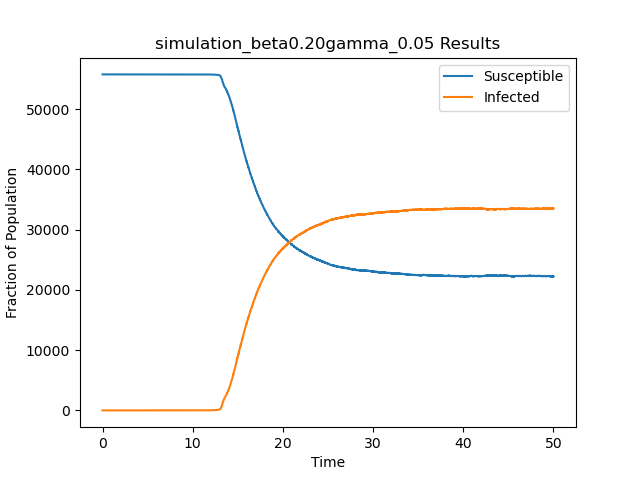 simulation_beta0.20gamma_0.05 Results
Susceptible
Infected
Fraction of Population
50000
40000
30000
20000
10000
0
0 10 20 30 40 50
Time